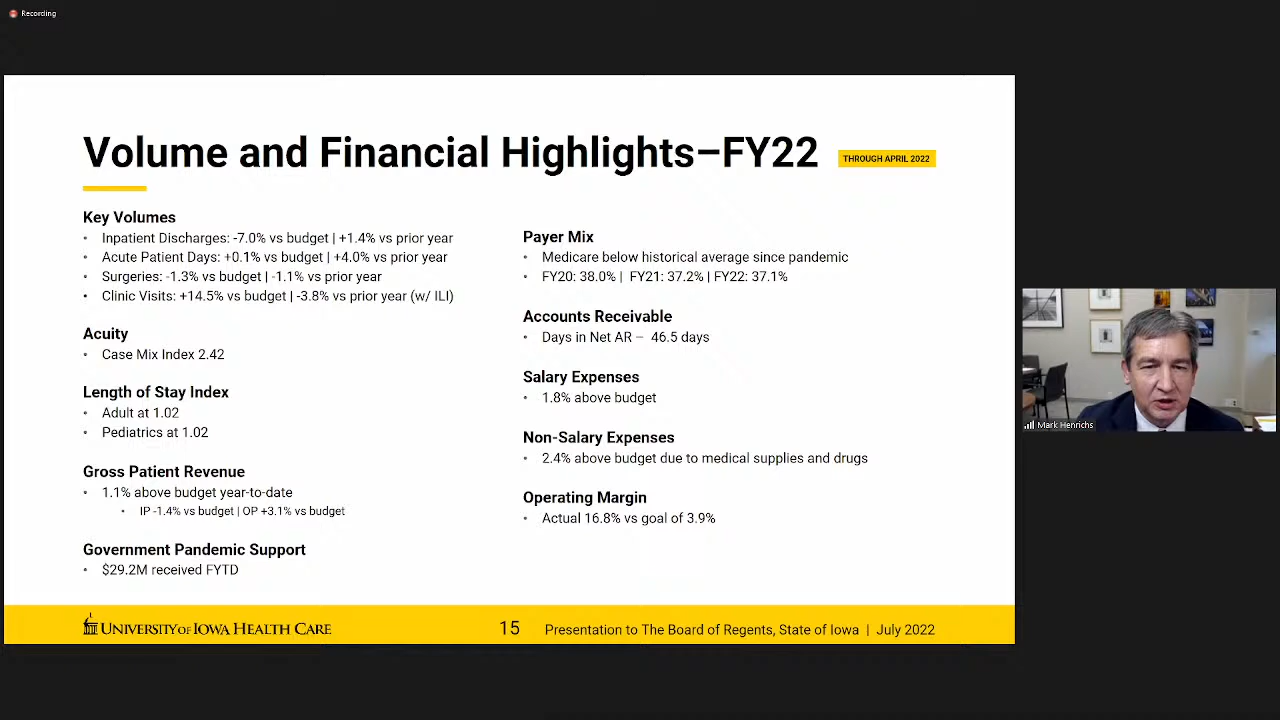 Recording
Volume and Financial Highlights–FY22
THROUGH APRIL 2022
Key Volumes
• Inpatient Discharges: -7.0% vs budget | +1.4% vs prior year
• Acute Patient Days: +0.1% vs budget | +4.0% vs prior year
• Surgeries: -1.3% vs budget | -1.1% vs prior year
• Clinic Visits: +14.5% vs budget | -3.8% vs prior year (w/ ILI)
Acuity
• Case Mix Index 2.42
Length of Stay Index
• Adult at 1.02
• Pediatrics at 1.02
Gross Patient Revenue
• 1.1% above budget year-to-date
• IP -1.4% vs budget | OP +3.1% vs budget
Government Pandemic Support
• $29.2M received FYTD
Payer Mix
• Medicare below historical average since pandemic
• FY20: 38.0% | FY21: 37.2% | FY22: 37.1%
Accounts Receivable
• Days in Net AR – 46.5 days
Salary Expenses
• 1.8% above budget
Non-Salary Expenses
• 2.4% above budget due to medical supplies and drugs
Operating Margin
• Actual 16.8% vs goal of 3.9%
UNIVERSITY OF IOWA HEALTH CARE
15
Presentation to The Board of Regents, State of Iowa | July 2022
Mark Henrichs